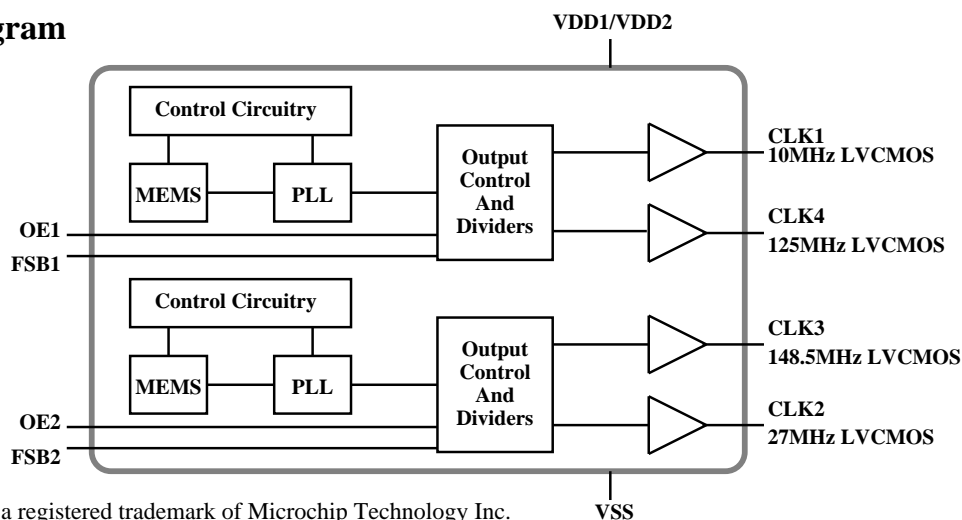 gram
VDD1/VDD2
Control Circuitry
MEMS
PLL
Output
Control
And
Dividers
CLK1
10MHz LVCMOS
CLK4
125MHz LVCMOS
OE1
FSB1
Control Circuitry
MEMS
PLL
Output
Control
And
Dividers
CLK3
148.5MHz LVCMOS
CLK2
27MHz LVCMOS
OE2
FSB2
VSS
a registered trademark of Microchip Technology Inc.